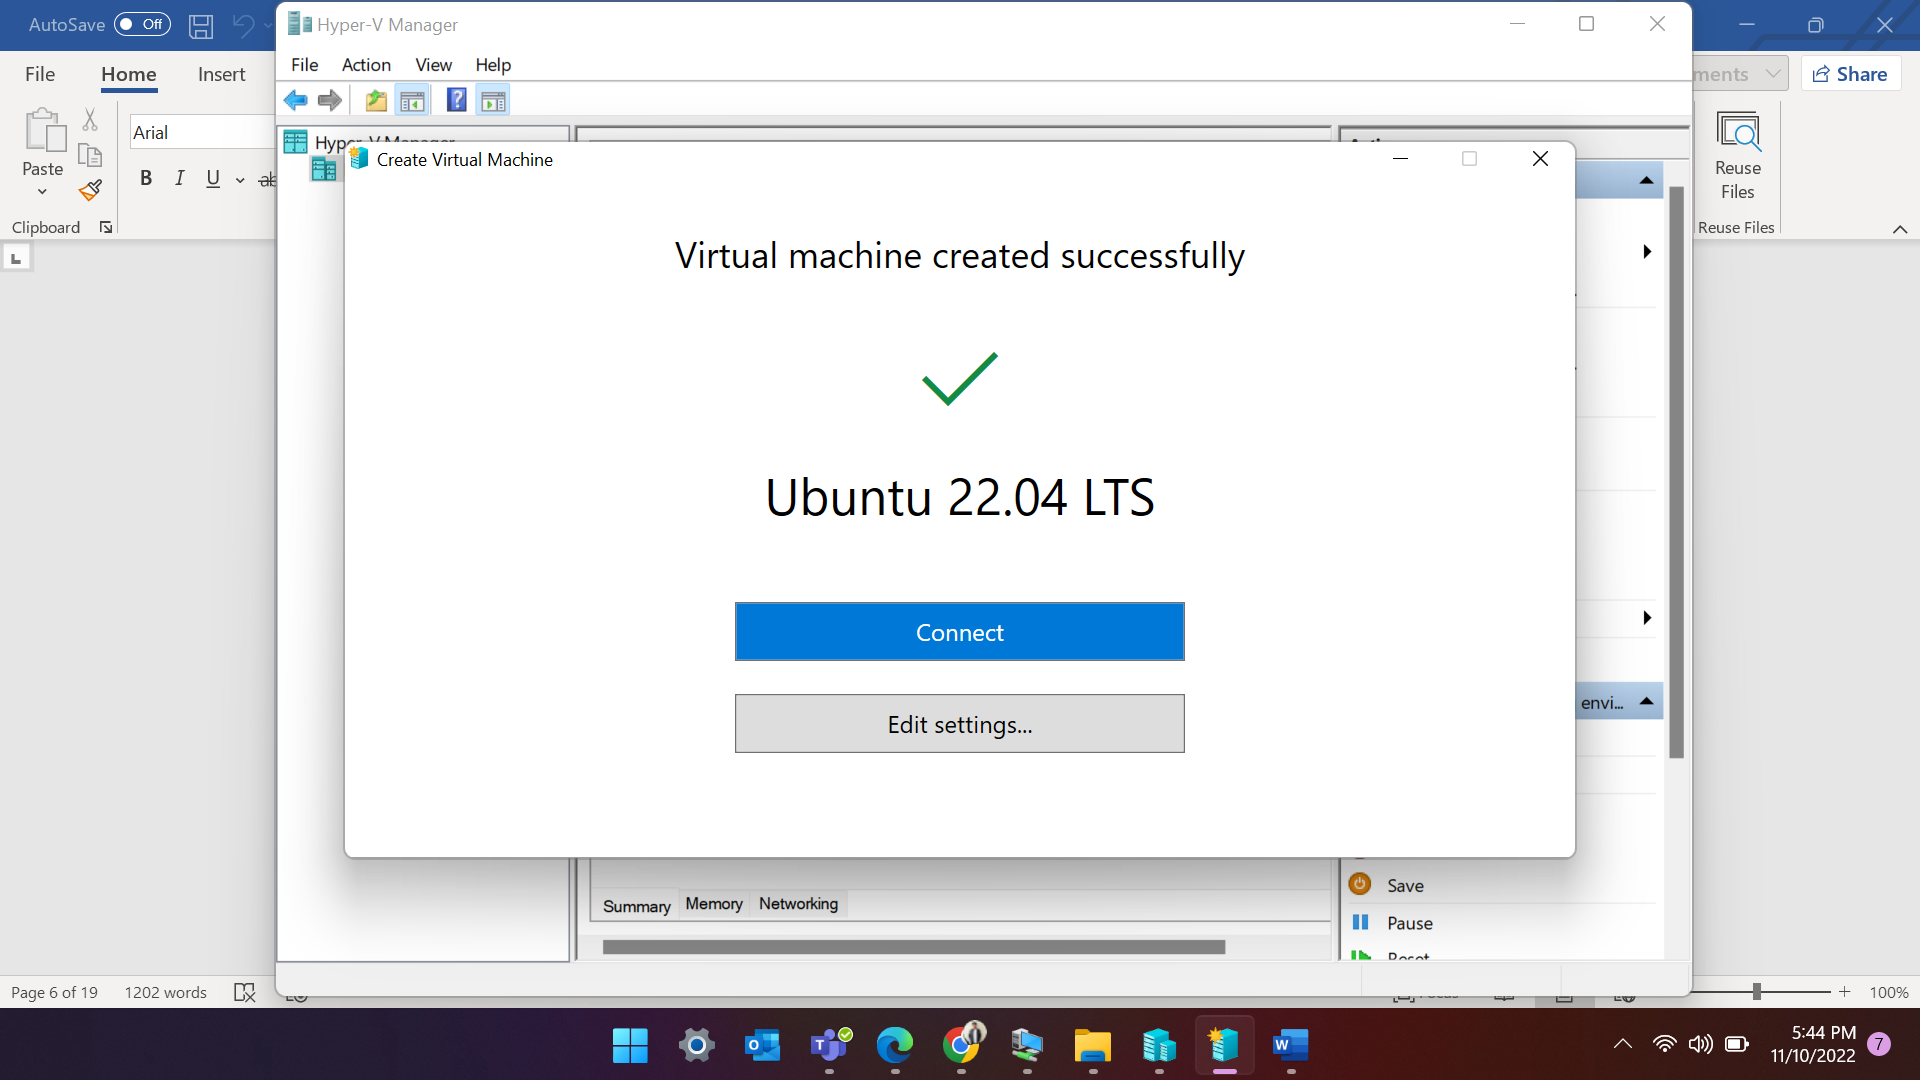 AutoSave Off
Hyper-V Manager
File Action View Help
File Home Insert
Share
Arial
Paste
B I U ab
Clipboard
Reuse
Files
Reuse Files
Create Virtual Machine
Virtual machine created successfully
Ubuntu 22.04 LTS
Connect
Edit settings...
envi...
Summary Memory Networking
Save
Pause
Page 6 of 19 1202 words
100%
5:44 PM
11/10/2022
7